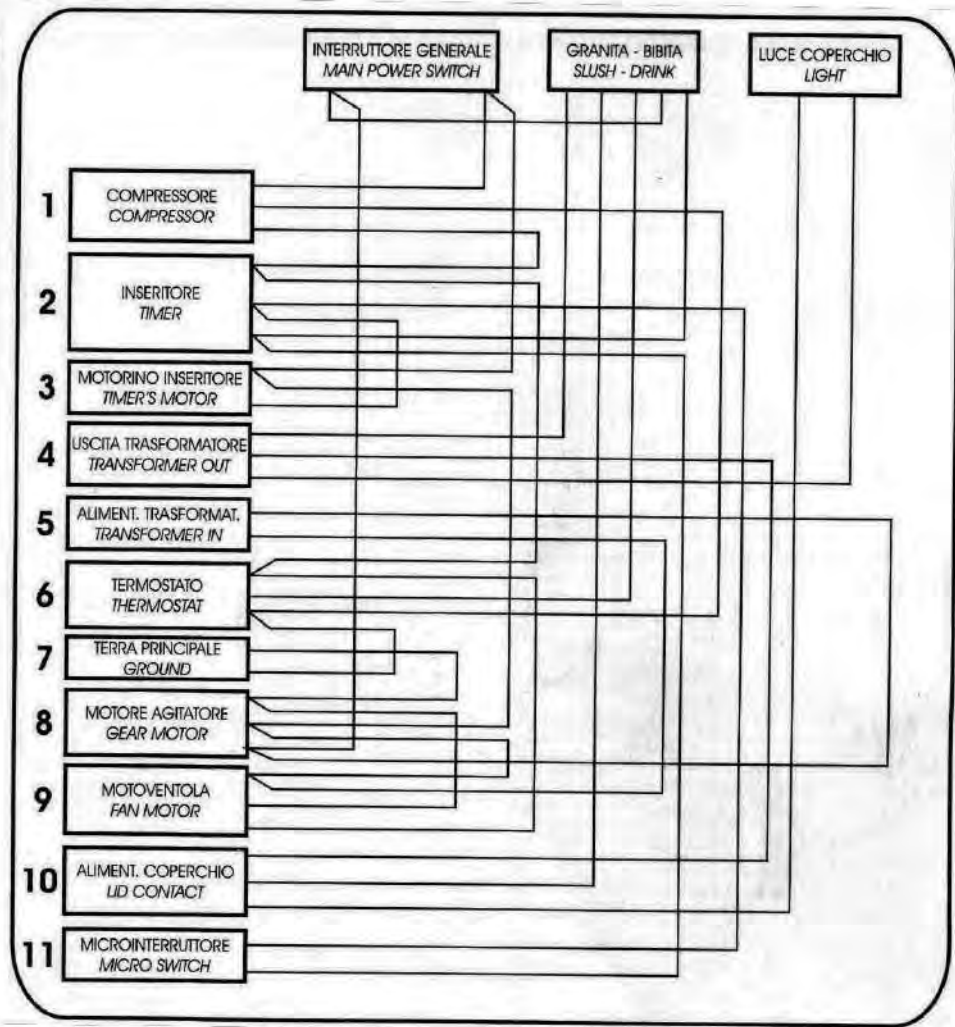 INTERRUTTORE GENERALE
MAIN POWER SWITCH
GRANITA - BIBITA
SLUSH - DRINK
LUCE COPERCHIO
LIGHT
1
COMPRESSORE
COMPRESSOR
2
INSERITORE
TIMER
3
MOTORINO INSERITORE
TIMER'S MOTOR
4
USCITA TRASFORMATORE
TRANSFORMER OUT
5
ALIMENT. TRASFORMAT.
TRANSFORMER IN
6
TERMOSTATO
THERMOSTAT
7
TERRA PRINCIPALE
GROUND
8
MOTORE AGITATORE
GEAR MOTOR
9
MOTOVENTOLA
FAN MOTOR
10
ALIMENT. COPERCHIO
LID CONTACT
11
MICROINTERRUTTORE
MICRO SWITCH